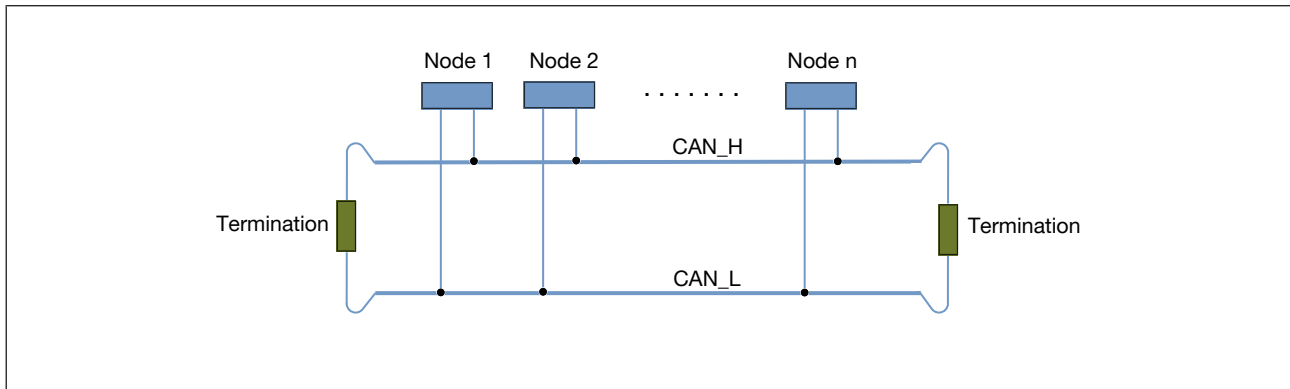 Node 1
Node 2
. . . . . . .
Node n
CAN_H
Termination
Termination
CAN_L